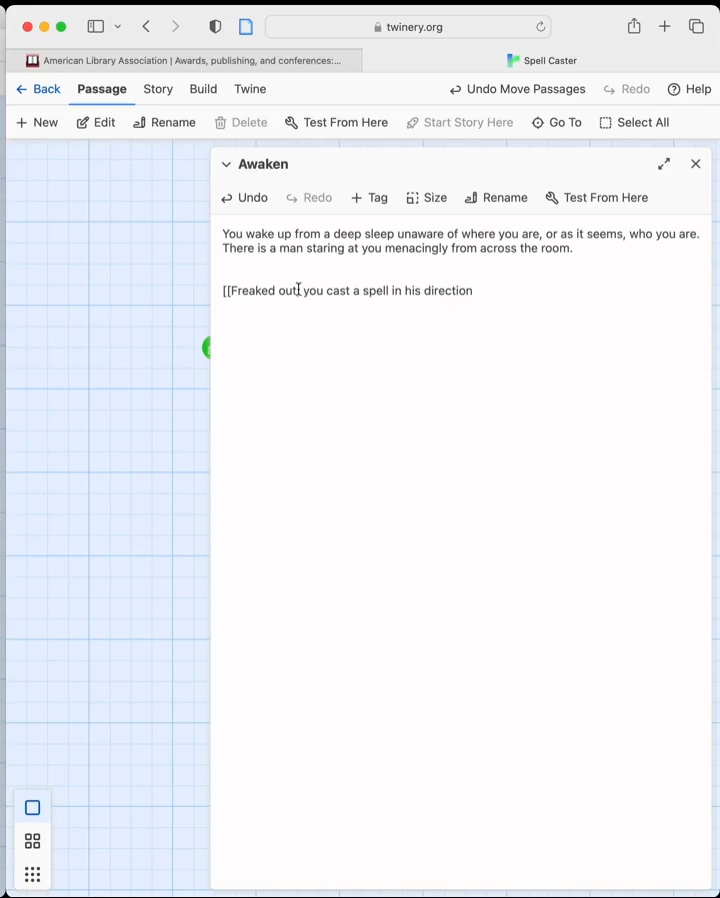 twinery.org
American Library Association | Awards, publishing, and conferences:...
Spell Caster
Back Passage Story Build Twine Undo Move Passages Redo Help
New Edit Rename Delete Test From Here Start Story Here Go To Select All
Awaken
Undo Redo Tag Size Rename Test From Here
You wake up from a deep sleep unaware of where you are, or as it seems, who you are.
There is a man staring at you menacingly from across the room.
[[Freaked out, you cast a spell in his direction